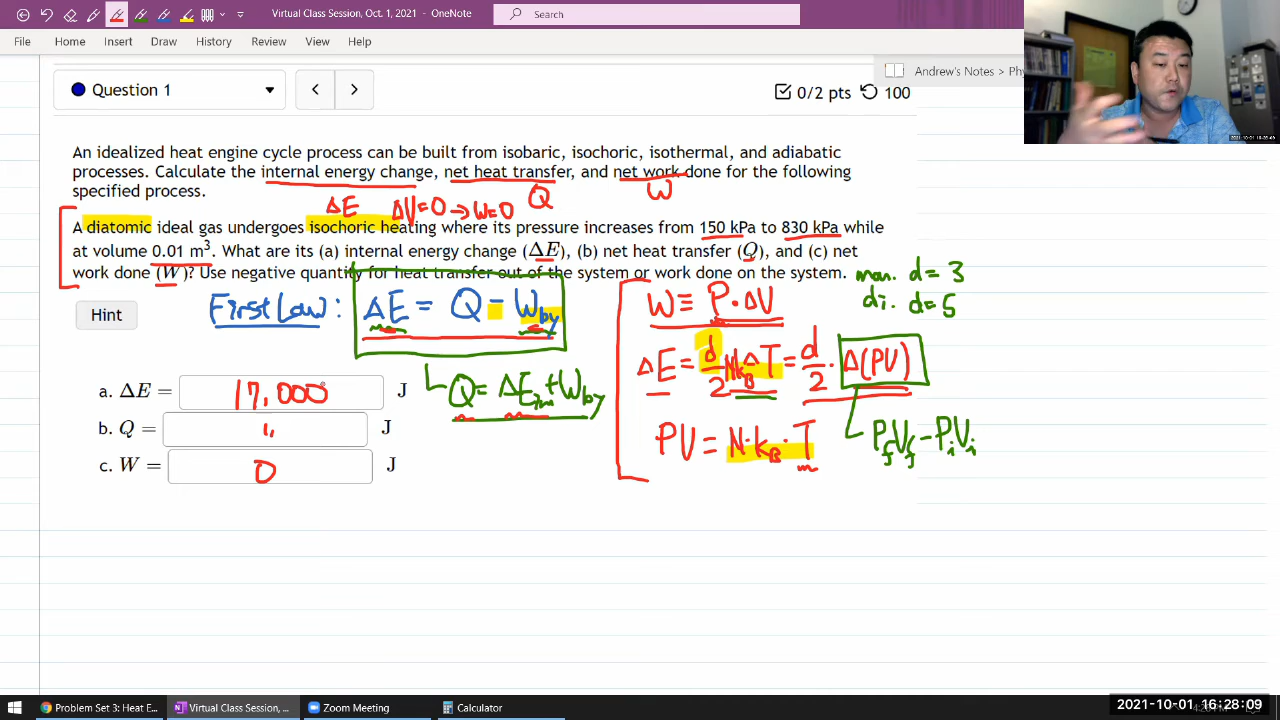 Virtual Class Session, Oct. 1, 2021 - OneNote
Search
File Home Insert Draw History Review View Help
Andrew's Notes > Phy
Question 1
0/2 pts 100
2021-10-01 16:28:09
An idealized heat engine cycle process can be built from isobaric, isochoric, isothermal, and adiabatic
processes. Calculate the internal energy change, net heat transfer, and net work done for the following
specified process.
ΔE ΔV=0 → W=0 Q W
A diatomic ideal gas undergoes isochoric heating where its pressure increases from 150 kPa to 830 kPa while
at volume 0.01 m³. What are its (a) internal energy change (ΔE), (b) net heat transfer (Q), and (c) net
work done (W)? Use negative quantity for heat transfer out of the system or work done on the system.
mon. d = 3
di. d = 5
Hint
First Law: ΔE = Q - Wby
W ≡ P·ΔV
ΔE = d/2 NkBΔT = d/2 · Δ(PV)
a. ΔE = 17,000 J
Q = ΔEint + Wby
b. Q = J
PV = N·kB·T
PfVf - PiVi
c. W = 0 J
Problem Set 3: Heat E...
Virtual Class Session...
Zoom Meeting
Calculator
2021-10-01 16:28:09